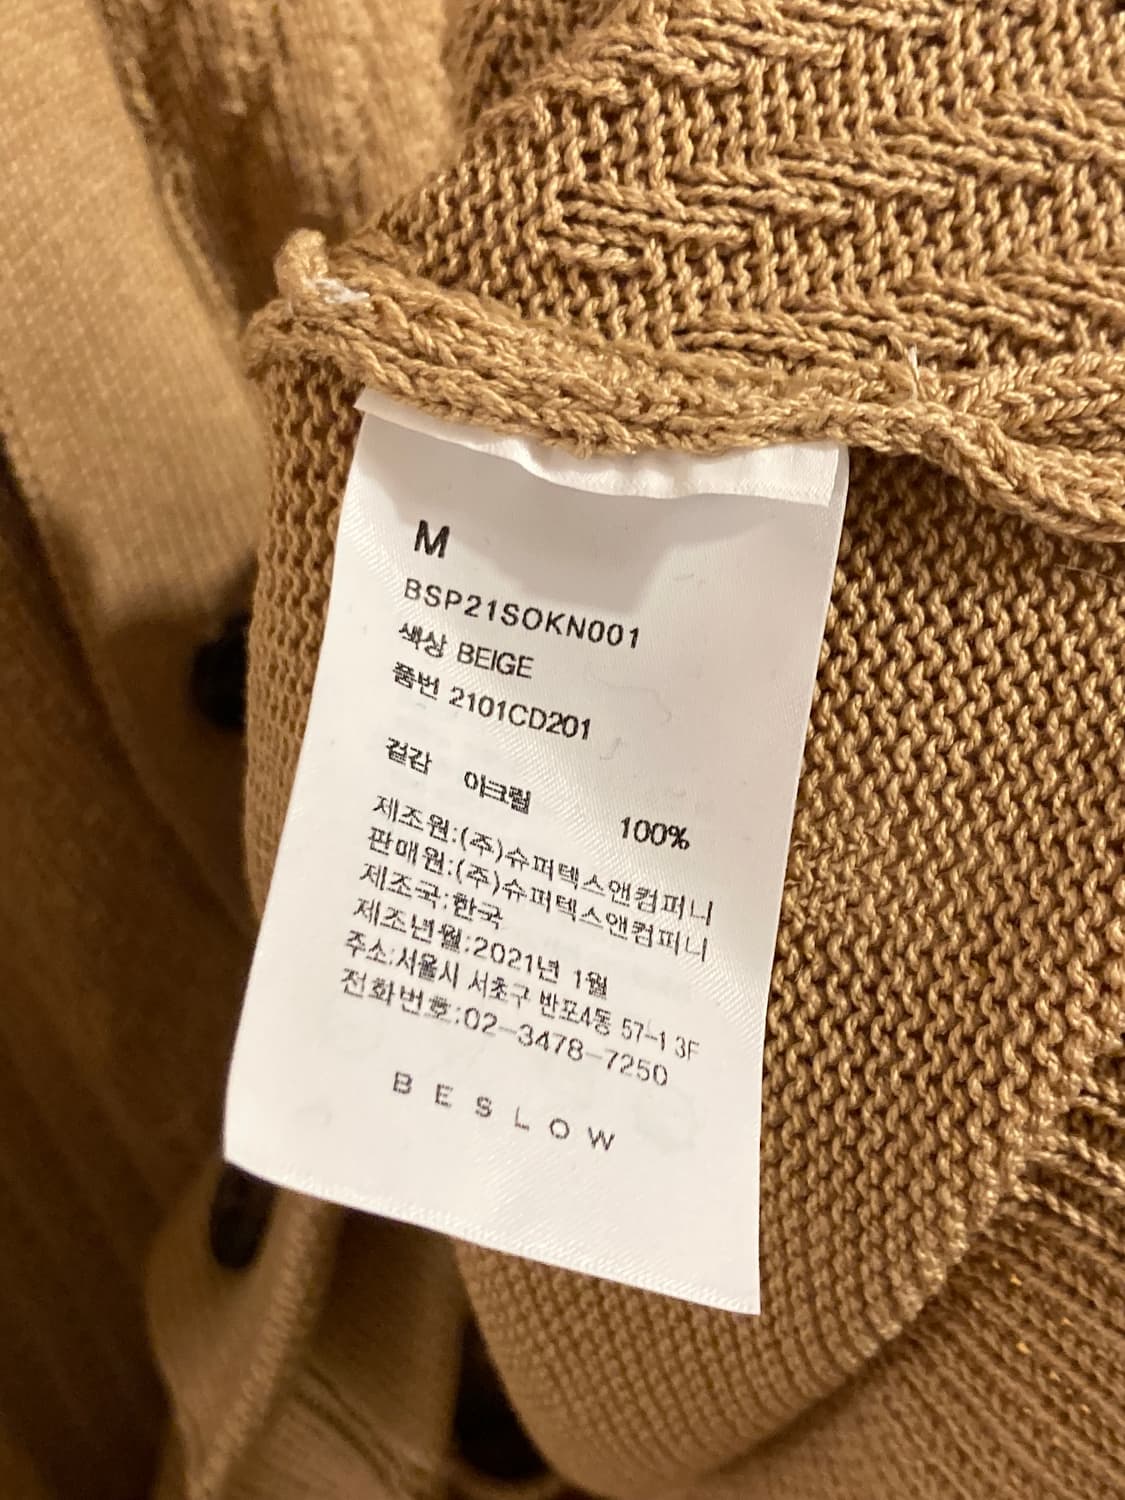 M
BSP21SOKN001
색상 BEIGE
품번 2101CD201
겉감 아크릴 100%
제조원:(주)슈퍼텍스앤컴퍼니
판매원:(주)슈퍼텍스앤컴퍼니
제조국:한국
제조년월:2021년 1월
주소:서울시 서초구 반포4동 57-1 3F
전화번호:02-3478-7250
BESLOW